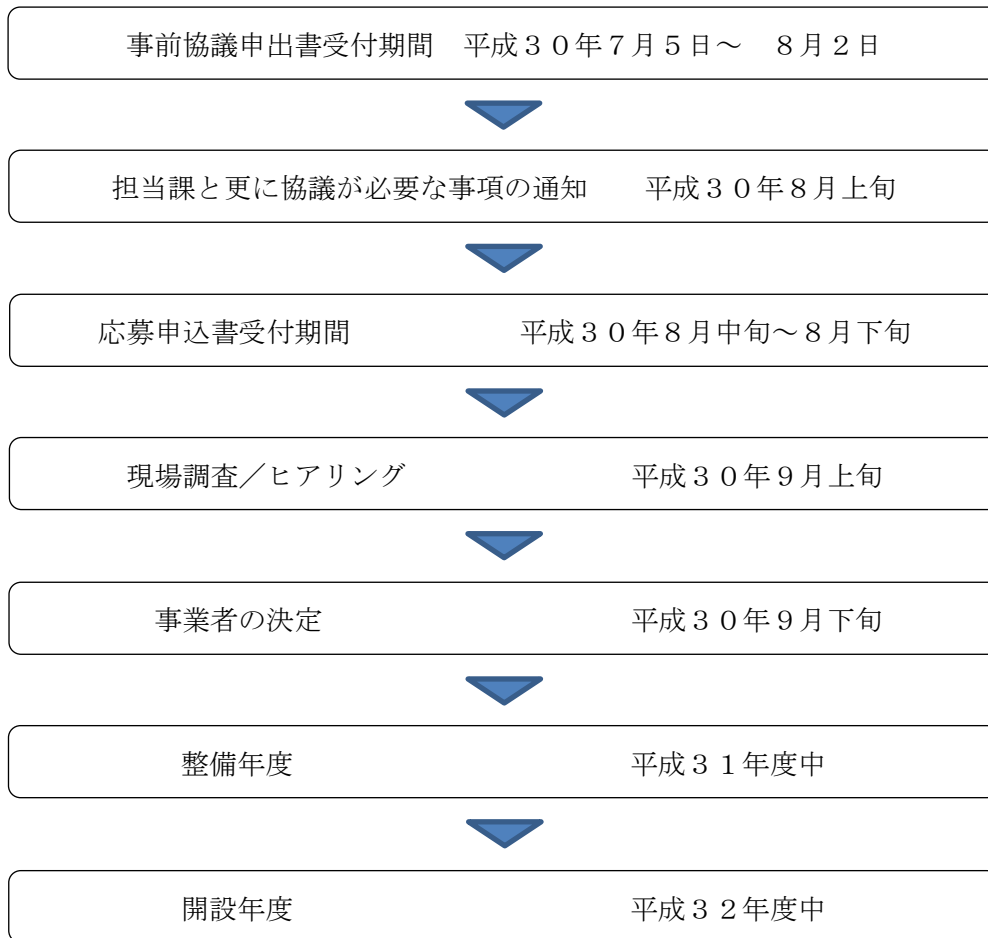 事前協議申出書受付期間　平成３０年７月５日～　８月２日
担当課と更に協議が必要な事項の通知　　平成３０年８月上旬
応募申込書受付期間　　　　　　平成３０年８月中旬～８月下旬
現場調査／ヒアリング　　　　　　　　平成３０年９月上旬
事業者の決定　　　　　　　　　　　平成３０年９月下旬
整備年度　　　　　　　　　　　　平成３１年度中
開設年度　　　　　　　　　　　　平成３２年度中